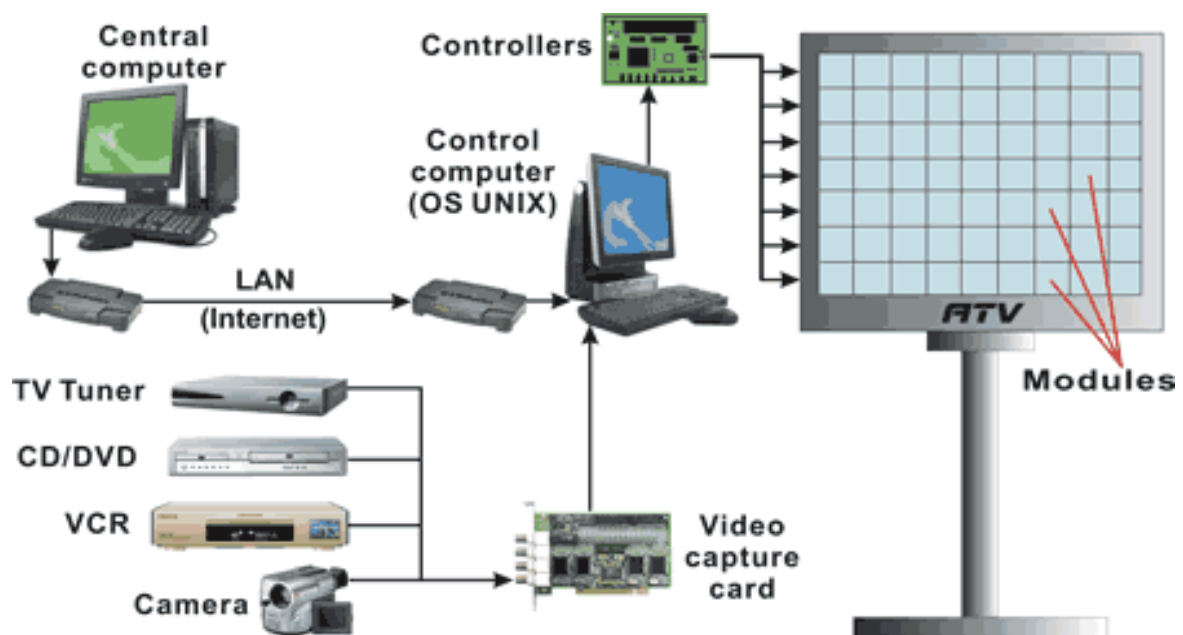 Central
computer
Controllers
Control
computer
(OS UNIX)
LAN
(Internet)
ATV
Modules
TV Tuner
CD/DVD
VCR
Camera
Video
capture
card